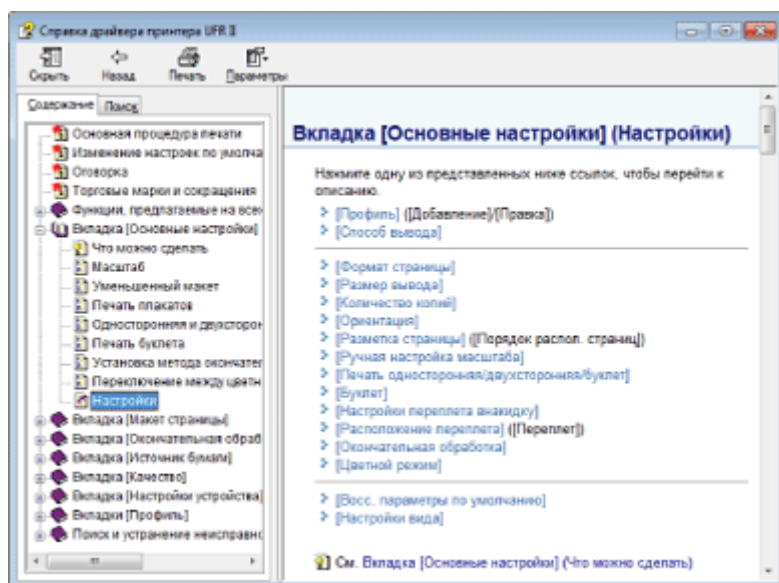 Справка драйвера принтера UFR II
Скрыть Назад Печать Параметры
Содержание Поиск
Основная процедура печати
Изменение настроек по умолча
Оговорка
Торговые марки и сокращения
Функции, предлагаемые на всех
Вкладка [Основные настройки]
Что можно сделать
Масштаб
Уменьшенный макет
Печать плакатов
Односторонняя и двухсторон
Печать буклета
Установка метода окончател
Переключение между цветн
Настройки
Вкладка [Макет страницы]
Вкладка [Окончательная обраб
Вкладка [Источник бумаги]
Вкладка [Качество]
Вкладка [Настройки устройства]
Вкладки [Профиль]
Поиск и устранение неисправнс
Вкладка [Основные настройки] (Настройки)
Нажмите одну из представленных ниже ссылок, чтобы перейти к
описанию.
[Профиль] ([Добавление]/[Правка])
[Способ вывода]
[Формат страницы]
[Размер вывода]
[Количество копий]
[Ориентация]
[Разметка страницы] ([Порядок распол. страниц])
[Ручная настройка масштаба]
[Печать односторонняя/двухсторонняя/буклет]
[Буклет]
[Настройки переплета внакидку]
[Расположение переплета] ([Переплет])
[Окончательная обработка]
[Цветной режим]
[Восс. параметры по умолчанию]
[Настройки вида]
См. Вкладка [Основные настройки] (Что можно сделать)